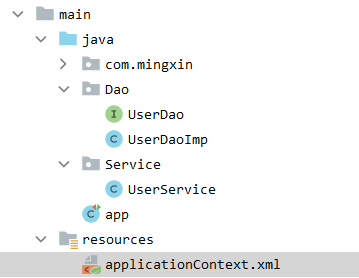 main
java
com.mingxin
Dao
UserDao
UserDaoImp
Service
UserService
app
resources
applicationContext.xml